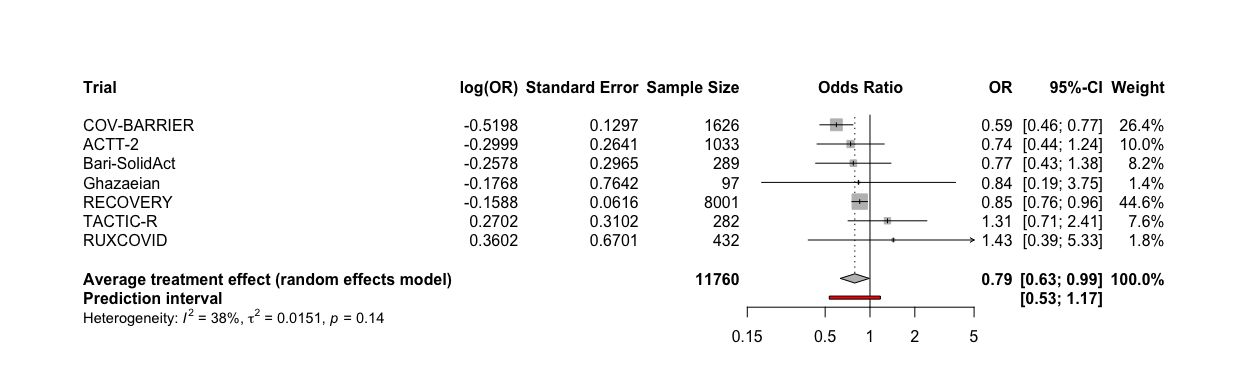 Trial log(OR) Standard Error Sample Size Odds Ratio OR 95%-CI Weight
COV-BARRIER -0.5198 0.1297 1626 0.59 [0.46; 0.77] 26.4%
ACTT-2 -0.2999 0.2641 1033 0.74 [0.44; 1.24] 10.0%
Bari-SolidAct -0.2578 0.2965 289 0.77 [0.43; 1.38] 8.2%
Ghazaeian -0.1768 0.7642 97 0.84 [0.19; 3.75] 1.4%
RECOVERY -0.1588 0.0616 8001 0.85 [0.76; 0.96] 44.6%
TACTIC-R 0.2702 0.3102 282 1.31 [0.71; 2.41] 7.6%
RUXCOVID 0.3602 0.6701 432 1.43 [0.39; 5.33] 1.8%
Average treatment effect (random effects model) 11760 0.79 [0.63; 0.99] 100.0%
Prediction interval [0.53; 1.17]
Heterogeneity: I² = 38%, τ² = 0.0151, p = 0.14
0.15 0.5 1 2 5